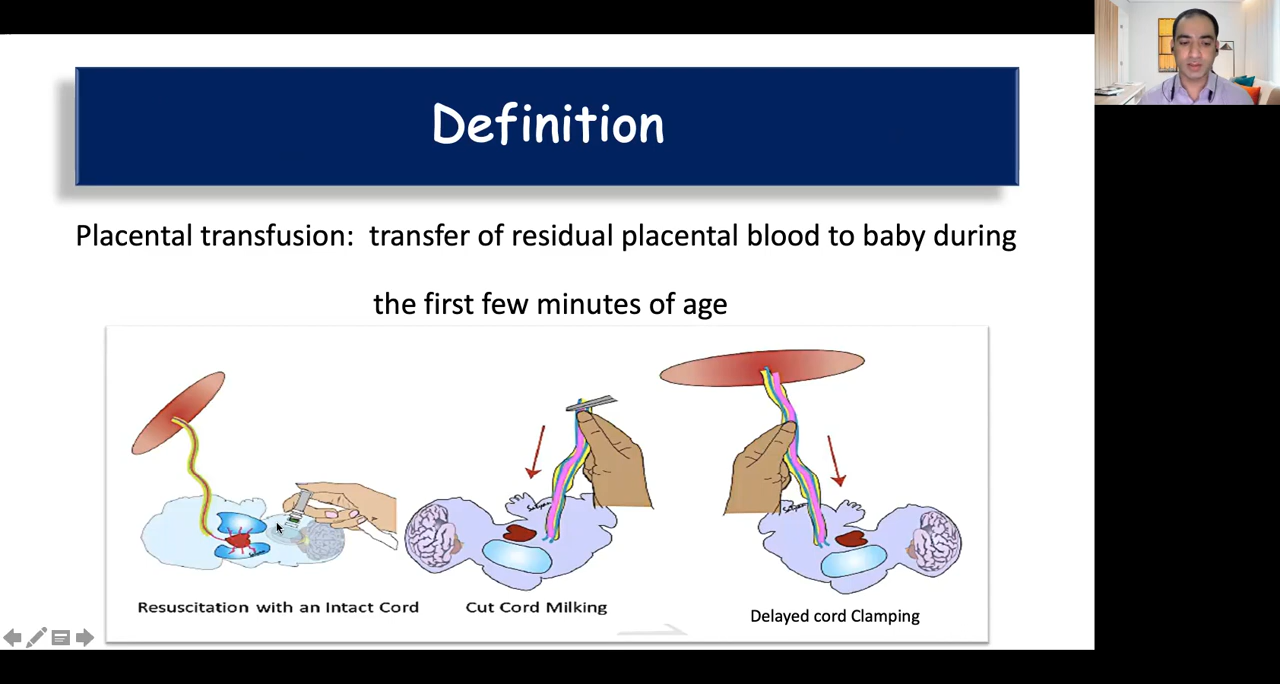 Definition
Placental transfusion: transfer of residual placental blood to baby during
the first few minutes of age
Resuscitation with an Intact Cord
Cut Cord Milking
Delayed cord Clamping